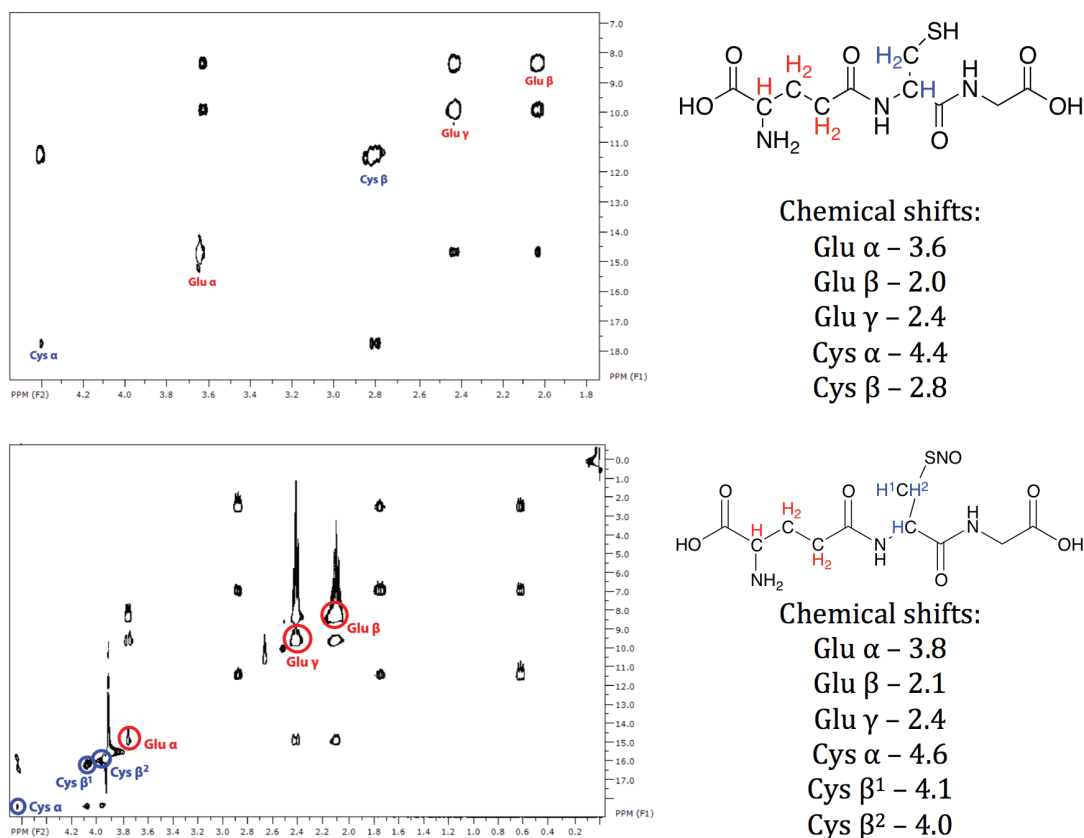 7.0
8.0
9.0
10.0
11.0
12.0
13.0
14.0
15.0
16.0
17.0
18.0
PPM (F1)
Glu β
Glu γ
Cys β
Glu α
Cys α
PPM (F2) 4.2 4.0 3.8 3.6 3.4 3.2 3.0 2.8 2.6 2.4 2.2 2.0 1.8
SH
O H2 O H2C H O
HO C H C C N C N OH
H H2 H O
NH2
Chemical shifts:
Glu α – 3.6
Glu β – 2.0
Glu γ – 2.4
Cys α – 4.4
Cys β – 2.8
0.0
1.0
2.0
3.0
4.0
5.0
6.0
7.0
8.0
9.0
10.0
11.0
12.0
13.0
14.0
15.0
16.0
17.0
PPM (F1)
Glu β
Glu γ
Glu α
Cys β1
Cys β2
Cys α
PPM (F2) 4.2 4.0 3.8 3.6 3.4 3.2 3.0 2.8 2.6 2.4 2.2 2.0 1.8 1.6 1.4 1.2 1.0 0.8 0.6 0.4 0.2
SNO
H1CH2
O H2 O H H O
HO C H C C N C N OH
H H2 H O
NH2
Chemical shifts:
Glu α – 3.8
Glu β – 2.1
Glu γ – 2.4
Cys α – 4.6
Cys β1 – 4.1
Cys β2 – 4.0